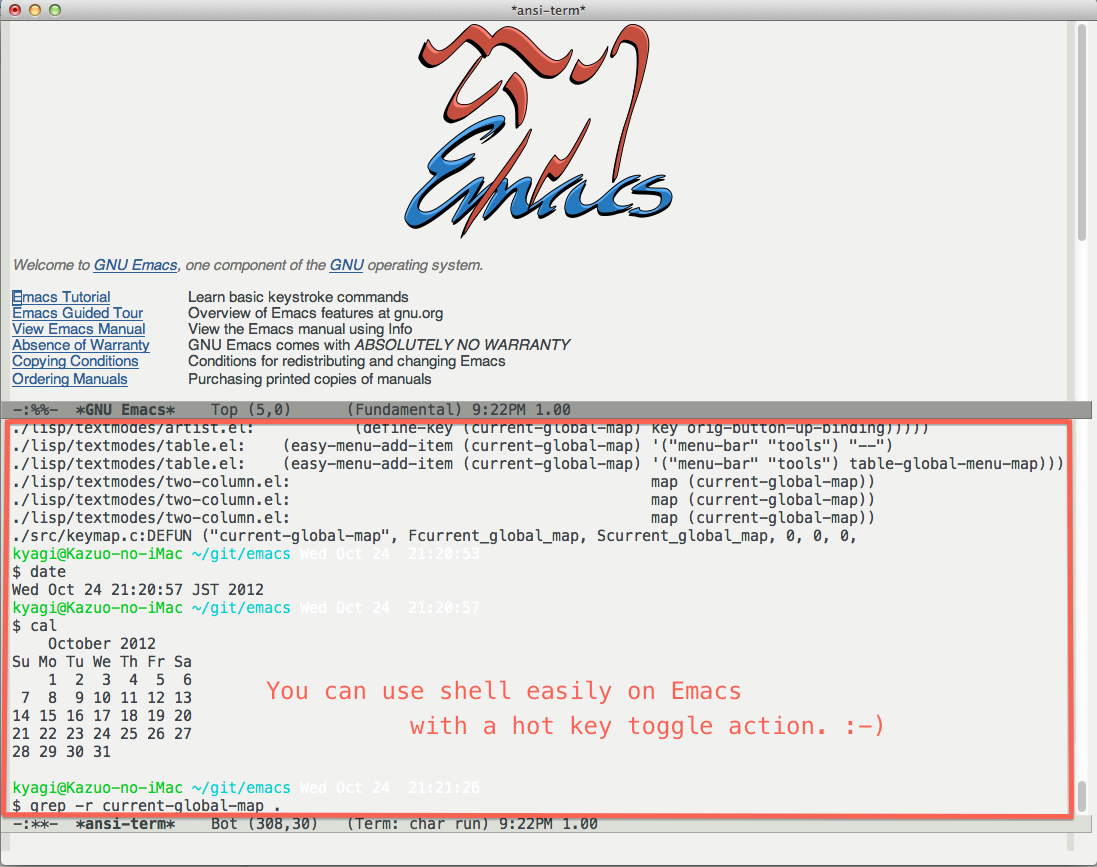 *ansi-term*
Emacs
Welcome to GNU Emacs, one component of the GNU operating system.
Emacs Tutorial Learn basic keystroke commands
Emacs Guided Tour Overview of Emacs features at gnu.org
View Emacs Manual View the Emacs manual using Info
Absence of Warranty GNU Emacs comes with ABSOLUTELY NO WARRANTY
Copying Conditions Conditions for redistributing and changing Emacs
Ordering Manuals Purchasing printed copies of manuals
-:%%- *GNU Emacs* Top (5,0) (Fundamental) 9:22PM 1.00
./lisp/textmodes/artist.el: (define-key (current-global-map) key orig-button-up-binding)))))
./lisp/textmodes/table.el: (easy-menu-add-item (current-global-map) '("menu-bar" "tools") "--")
./lisp/textmodes/table.el: (easy-menu-add-item (current-global-map) '("menu-bar" "tools") table-global-menu-map)))
./lisp/textmodes/two-column.el: map (current-global-map))
./lisp/textmodes/two-column.el: map (current-global-map))
./lisp/textmodes/two-column.el: map (current-global-map))
./src/keymap.c:DEFUN ("current-global-map", Fcurrent_global_map, Scurrent_global_map, 0, 0, 0,
kyagi@Kazuo-no-iMac ~/git/emacs Wed Oct 24 21:20:53
$ date
Wed Oct 24 21:20:57 JST 2012
kyagi@Kazuo-no-iMac ~/git/emacs Wed Oct 24 21:20:57
$ cal
October 2012
Su Mo Tu We Th Fr Sa
1 2 3 4 5 6
7 8 9 10 11 12 13
14 15 16 17 18 19 20
21 22 23 24 25 26 27
28 29 30 31
You can use shell easily on Emacs
with a hot key toggle action. :-)
kyagi@Kazuo-no-iMac ~/git/emacs Wed Oct 24 21:21:26
$ grep -r current-global-map .
-:**- *ansi-term* Bot (308,30) (Term: char run) 9:22PM 1.00